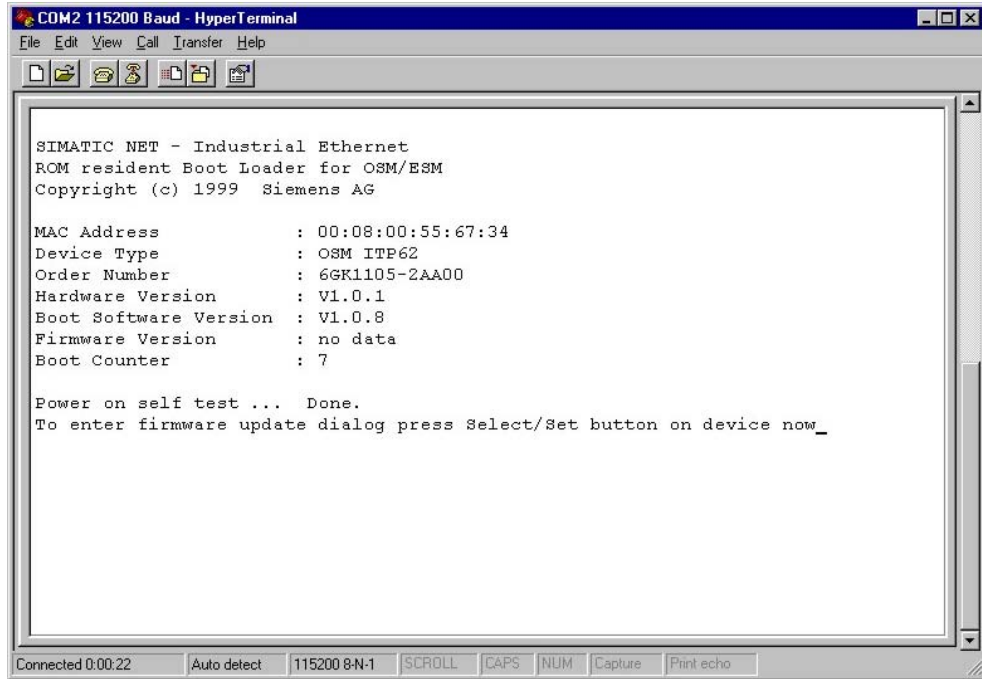 COM2 115200 Baud - HyperTerminal
File Edit View Call Transfer Help
SIMATIC NET - Industrial Ethernet
ROM resident Boot Loader for OSM/ESM
Copyright (c) 1999  Siemens AG
MAC Address : 00:08:00:55:67:34
Device Type : OSM ITP62
Order Number : 6GK1105-2AA00
Hardware Version : V1.0.1
Boot Software Version : V1.0.8
Firmware Version : no data
Boot Counter : 7
Power on self test ...  Done.
To enter firmware update dialog press Select/Set button on device now_
Connected 0:00:22 Auto detect 115200 8-N-1 SCROLL CAPS NUM Capture Print echo